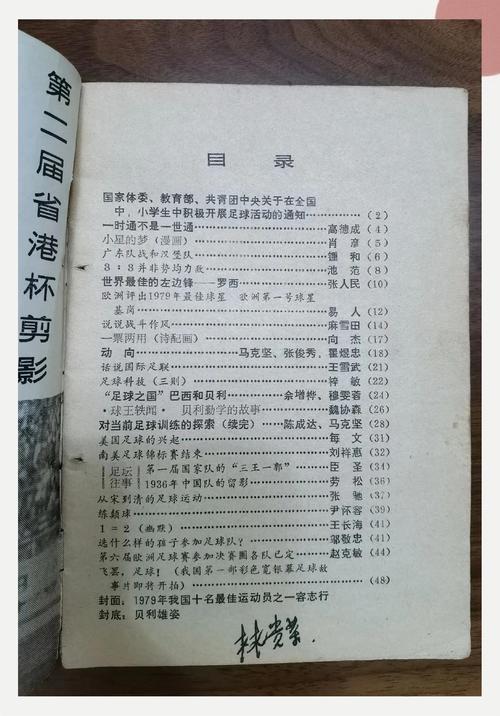 第二届省港杯剪影
目录
国家体委、教育部、共青团中央关于在全国
中、小学生中积极开展足球活动的通知…………(2)
一时通不是一世通……………………高德成(4)
小星的梦(漫画)……………………肖 彦(5)
广东队战和汉堡队……………………锺 和(6)
3:3并非势均力敌……………………池 范(8)
世界最佳的左边锋——罗西……………………张人民(10)
欧洲评出1979年最佳球星 欧洲第一号球星
基岗……………………易 人(12)
说说战斗作风……………………麻雪田(14)
一票两用(诗配画)……………………向 杰(17)
动 向……………………马克坚、张俊秀、瞿煜忠(18)
话说国际足联……………………王雪武(21)
足球科技(三则)……………………钟 敏(22)
“足球之国”巴西和贝利……………………余增桦、穆雯蓉(24)
·球王轶闻· 贝利勤学的故事……………………魏协森(26)
对当前足球训练的探索(续完)……………………陈成达、马克坚(28)
美国足球的兴起……………………每 文(31)
南美足球锦标赛结束……………………刘祥惠(32)
足坛 第一届国家队的“三王一郭”……………………臣 圣(34)
往事 1936年中国队的留影……………………劳 松(36)
从宋到清的足球运动……………………张 驰(37)
练颠球……………………尹怀容(39)
1=2(幽默)……………………王长海(41)
选什么样的孩子参加足球队?……………………邬敬忠(41)
第六届欧洲足球赛参加决赛圈各队已定……………………赵克敏(44)
飞罢,足球!(我国第一部彩色宽银幕足球故
事片即将开拍)……………………(48)
封面:1979年我国十名最佳运动员之一容志行
封底:贝利雄姿
林贵荣